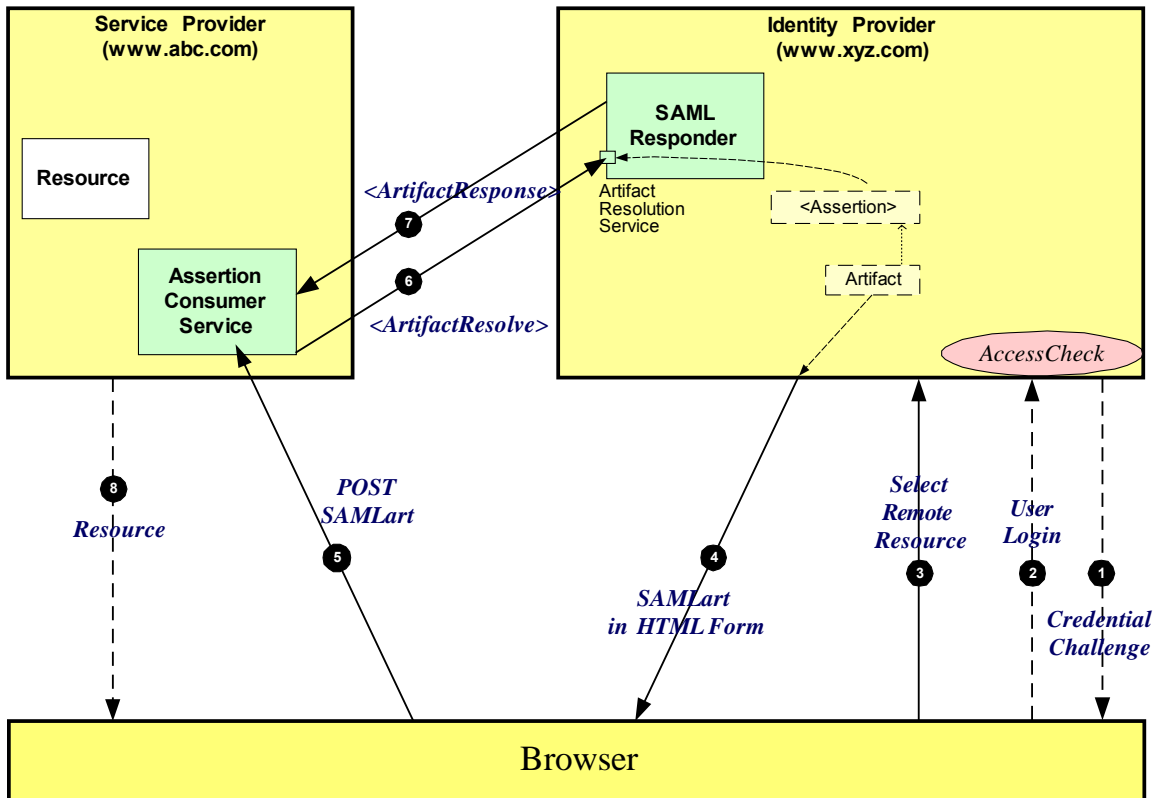 Service Provider
(www.abc.com)
Resource
Assertion
Consumer
Service
Identity Provider
(www.xyz.com)
SAML
Responder
Artifact
Resolution
Service
<Assertion>
Artifact
AccessCheck
<ArtifactResponse>
7
6
<ArtifactResolve>
8
Resource
POST
SAMLart
5
4
SAMLart
in HTML Form
Select
Remote
Resource
3
User
Login
2
1
Credential
Challenge
Browser